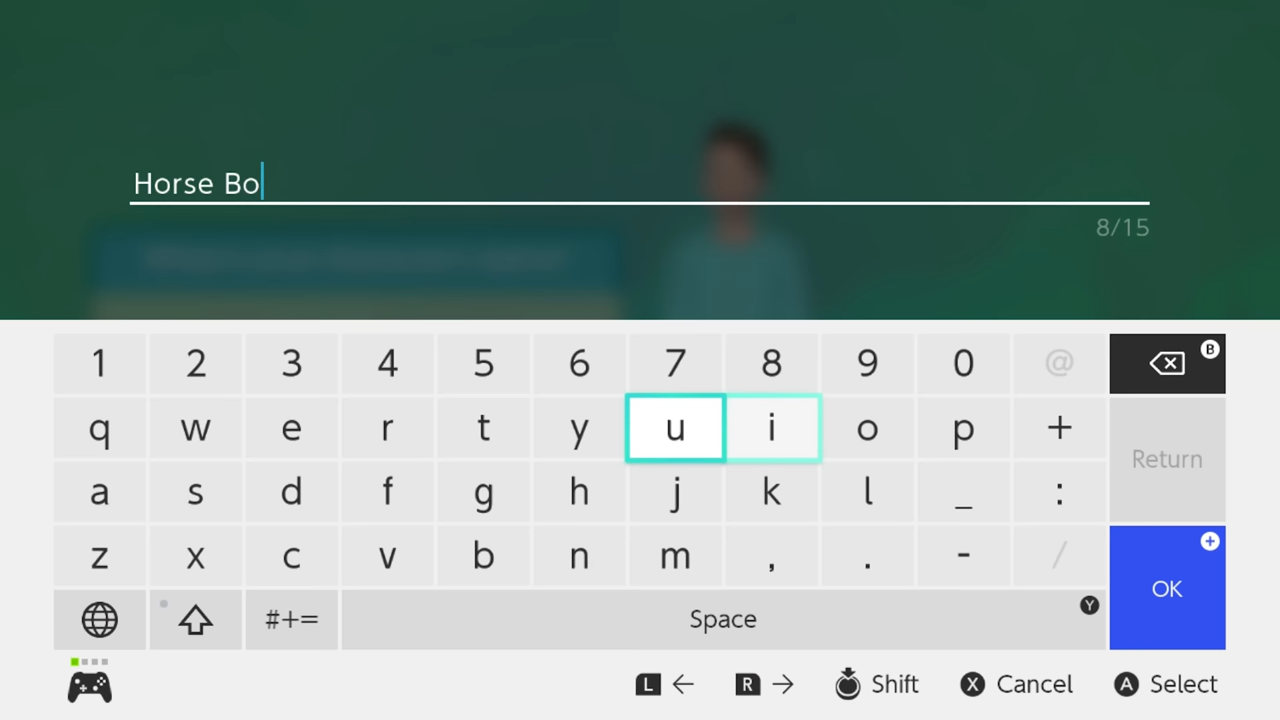 Horse Bo
8/15
1 2 3 4 5 6 7 8 9 0 @ B
q w e r t y u i o p +
Return
a s d f g h j k l _ :
z x c v b n m , . - / +
OK
#+= Space Y
L ← R → Shift X Cancel A Select